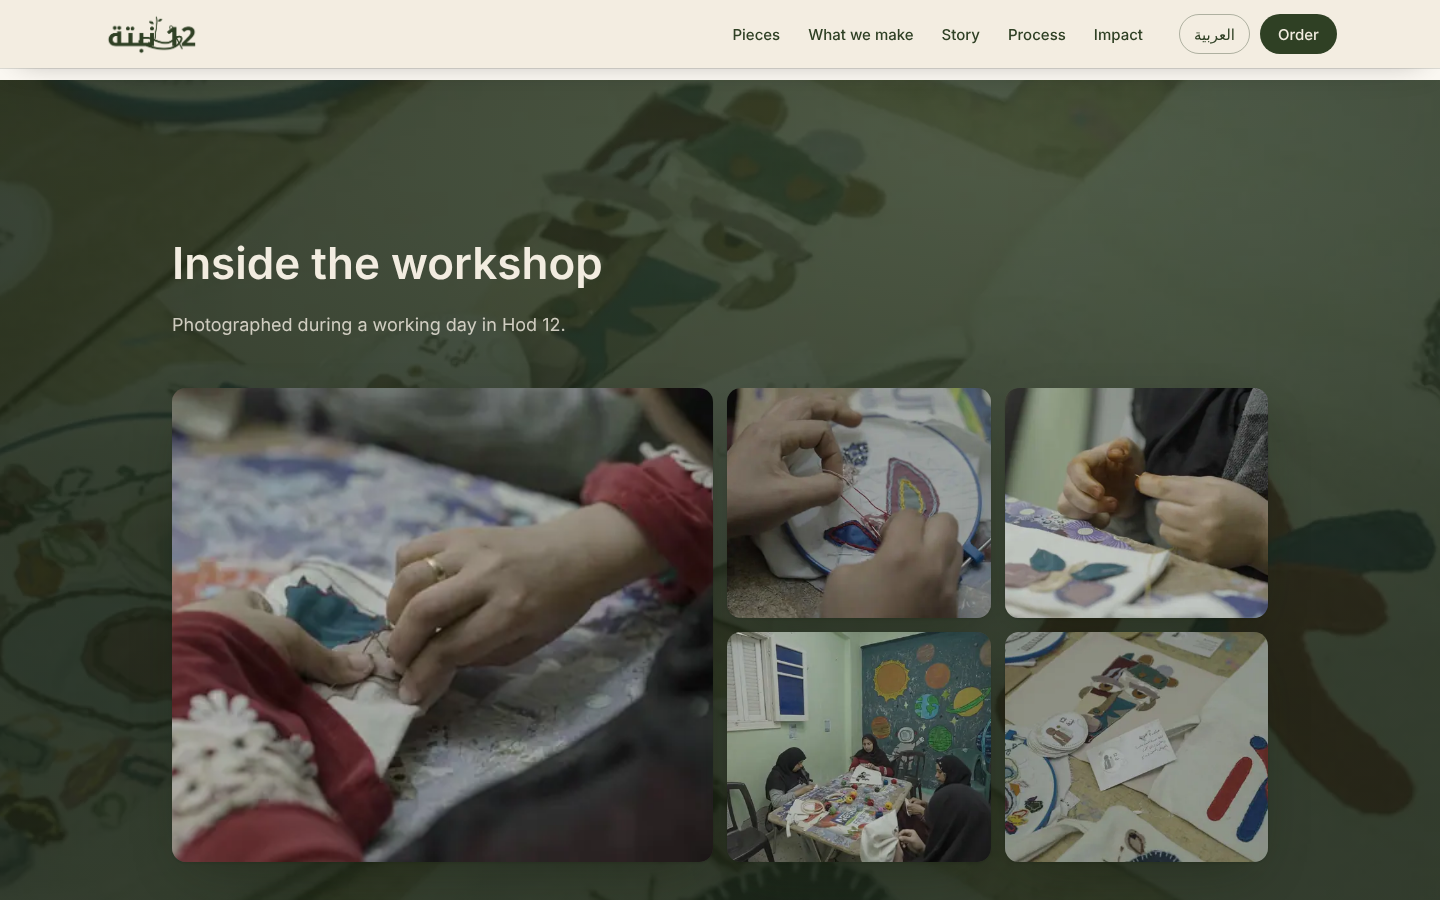 12 نبتة
Pieces
What we make
Story
Process
Impact
العربية
Order
Inside the workshop
Photographed during a working day in Hod 12.